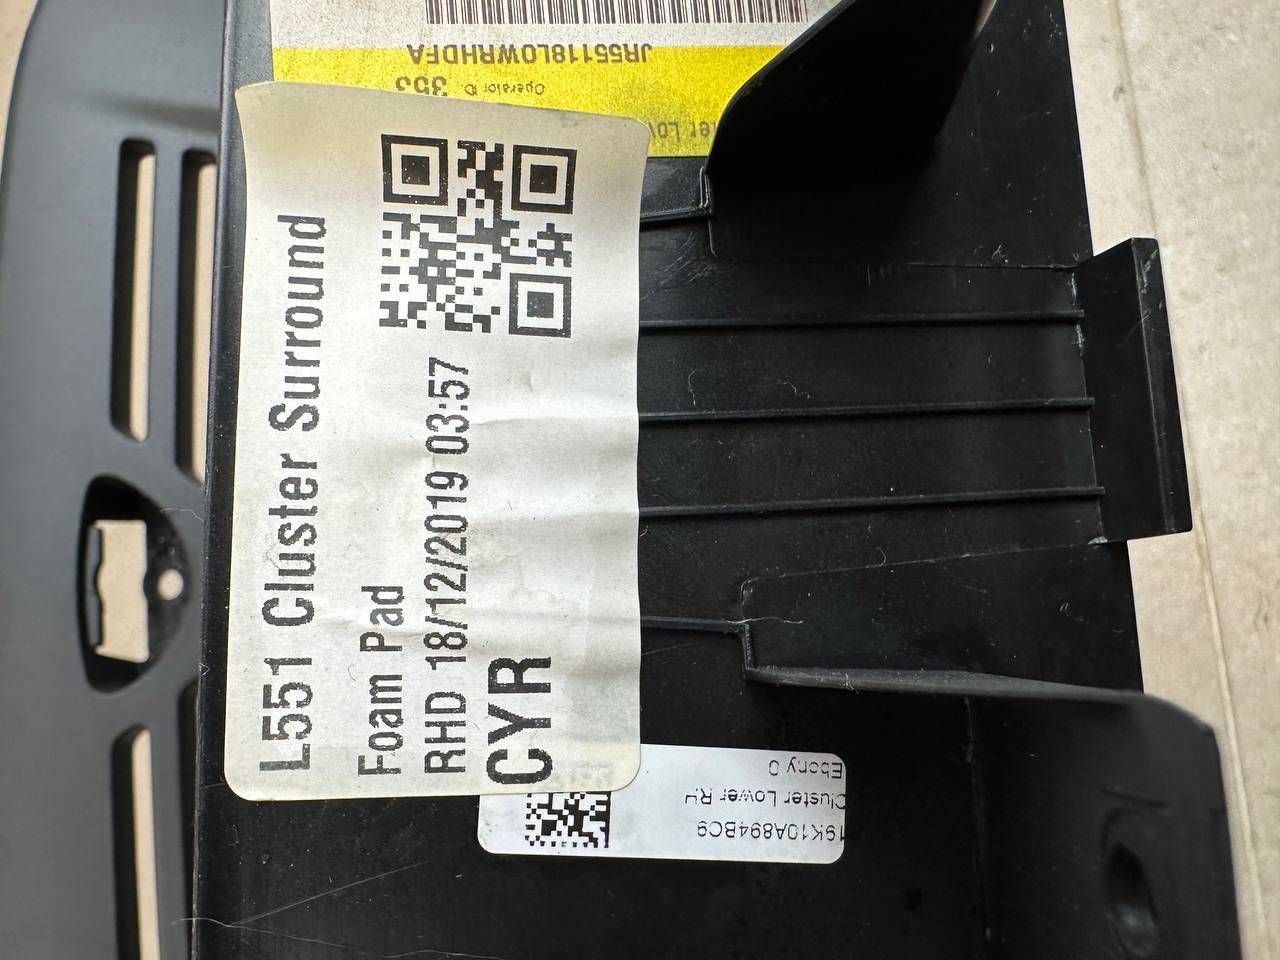 JR55118LOWRHDFA
Operator ID 353
L551 Cluster Surround
Foam Pad
RHD 18/12/2019 03:57
CYR
19K10A894BC9
Cluster Lower RH
Ebony 0